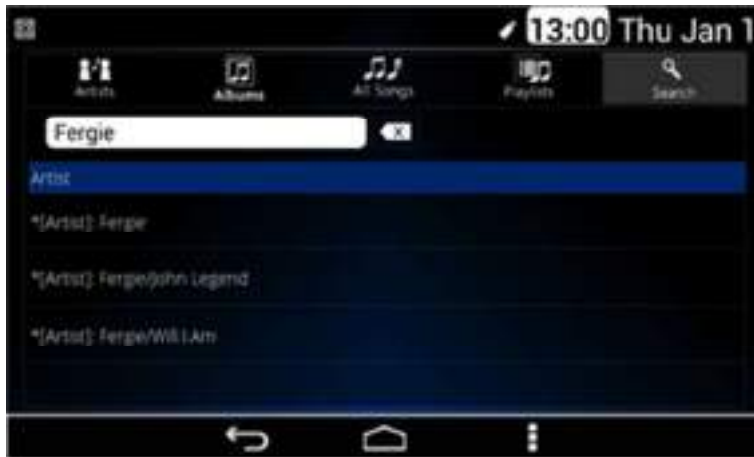 13:00 Thu Jan 1
Artists Albums All Songs Playlists Search
Fergie
Artist
*[Artist]: Fergie
*[Artist]: Fergie/John Legend
*[Artist]: Fergie/Will.I.Am